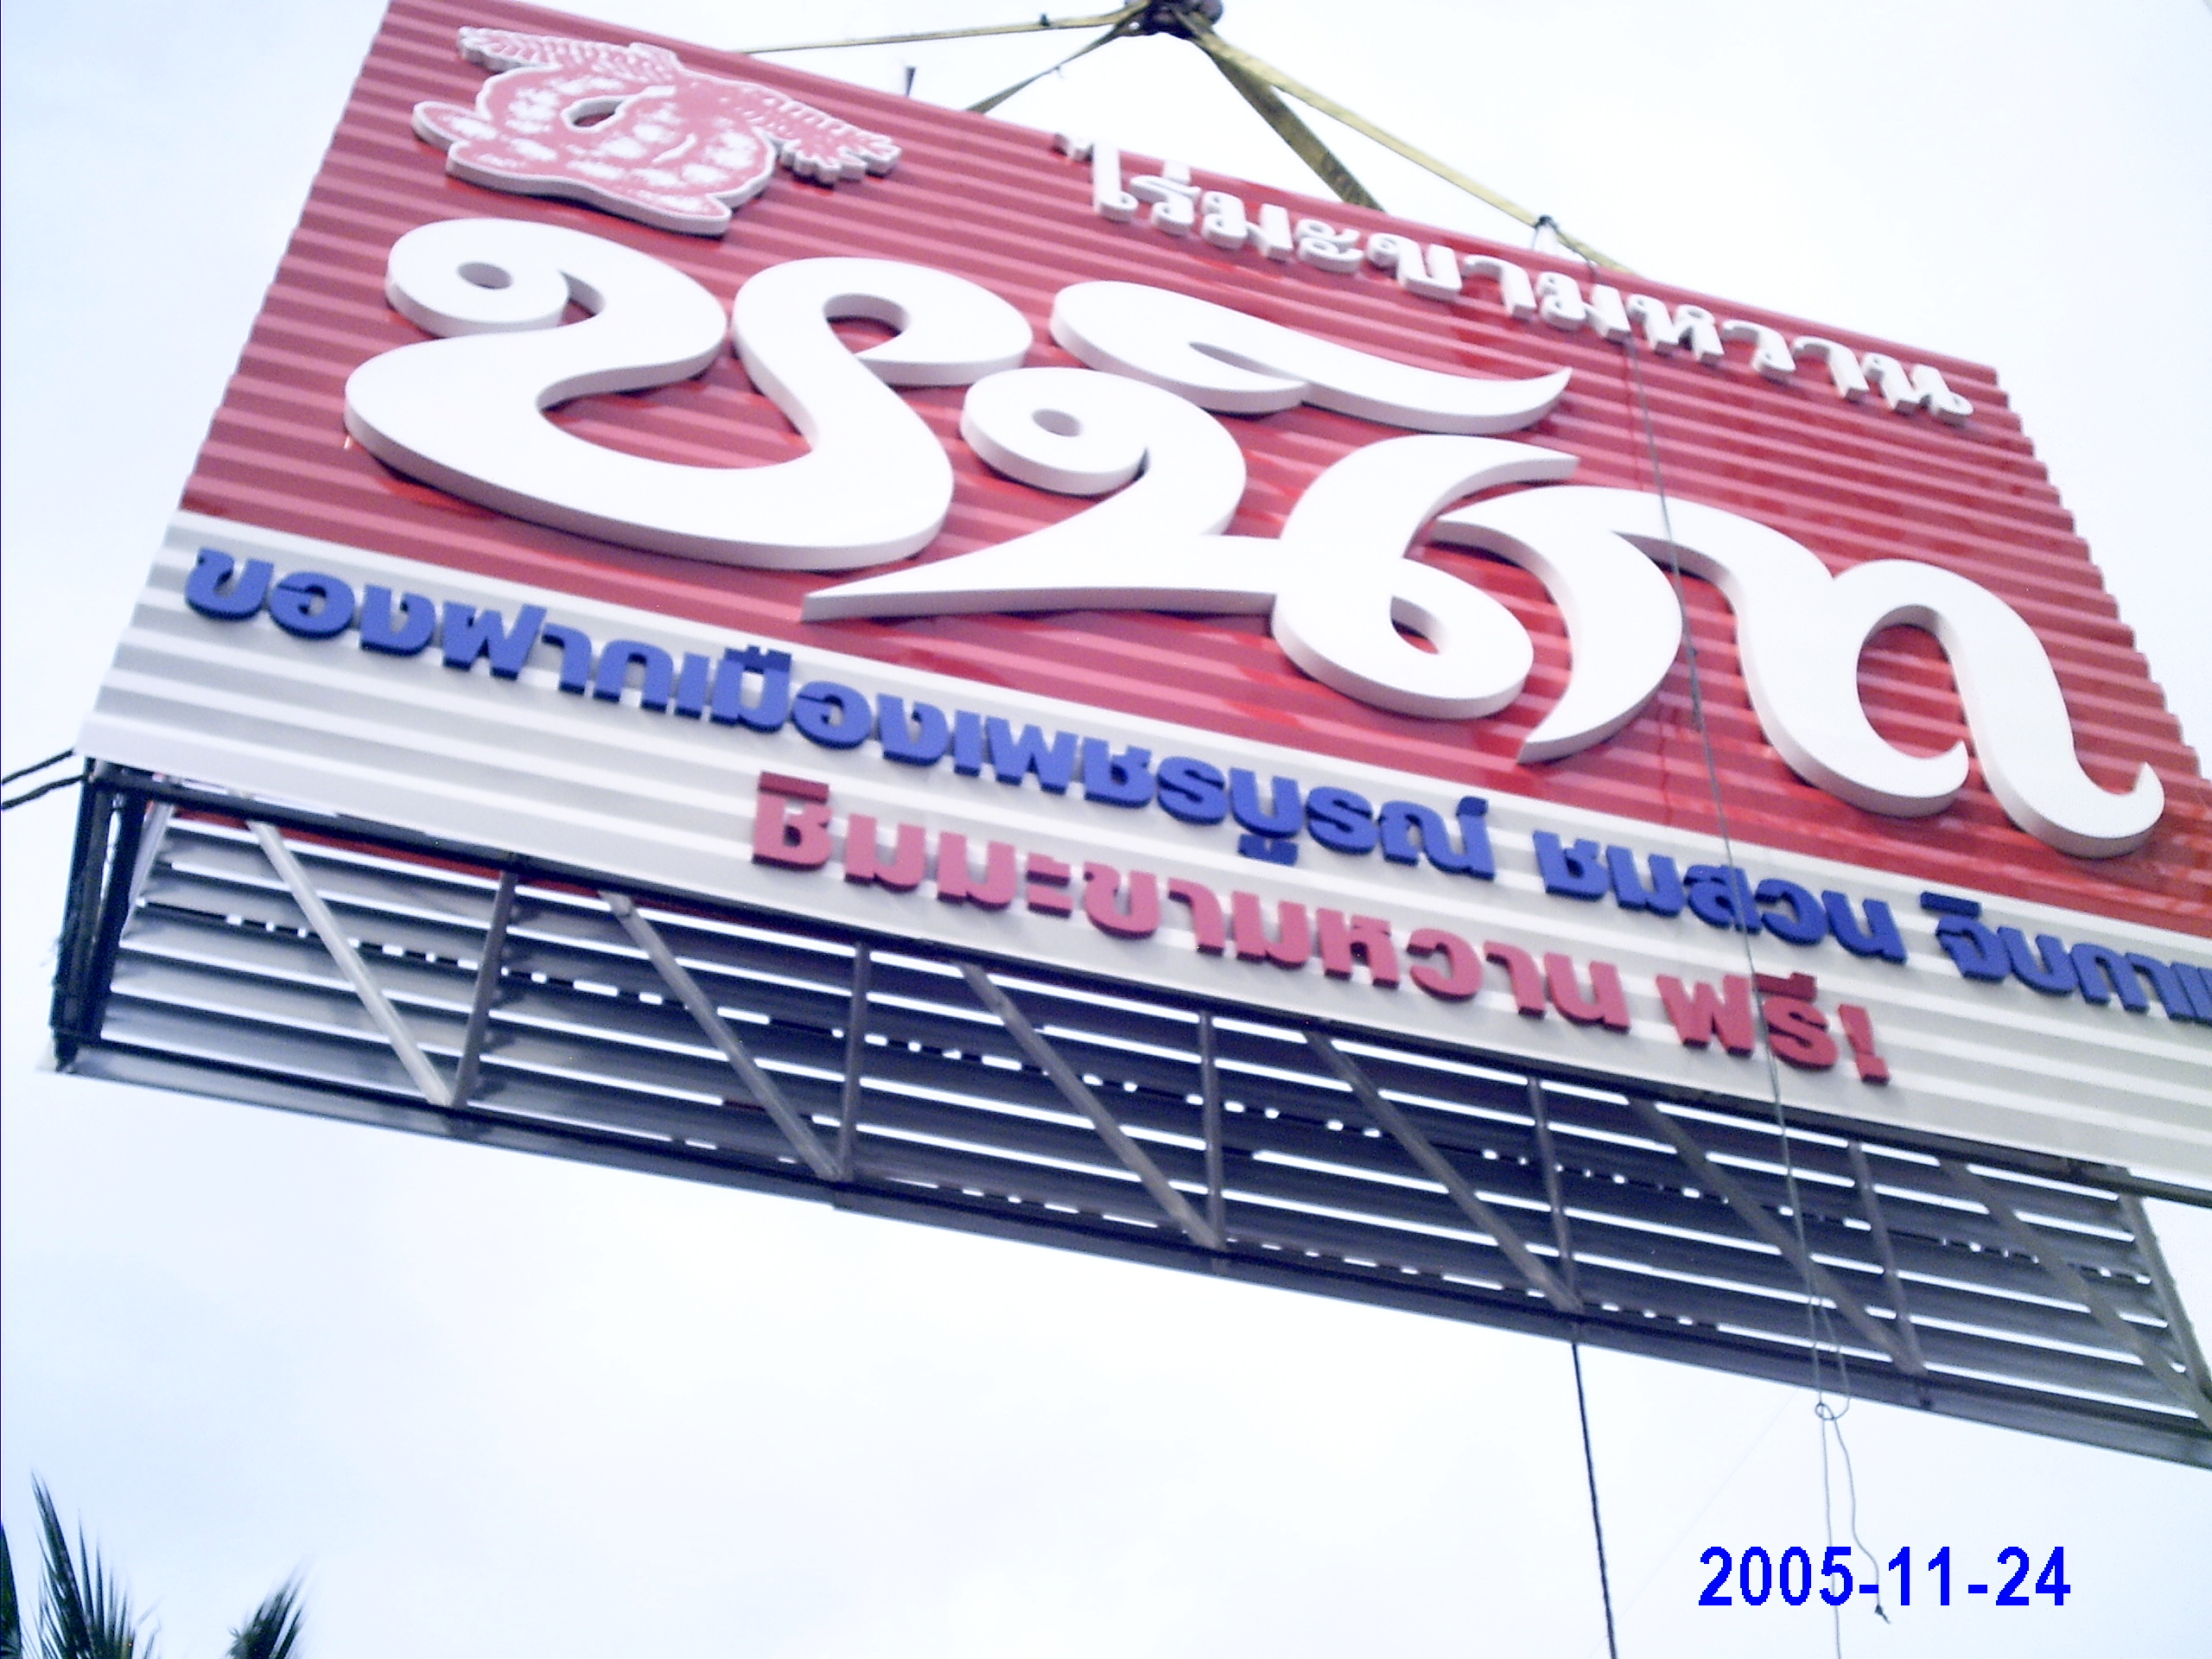 ไร่มะขามหวาน
ของฝากเมืองเพชรบูรณ์ ชมสวน จิบกาแ
ชิมมะขามหวาน ฟรี!
2005-11-24